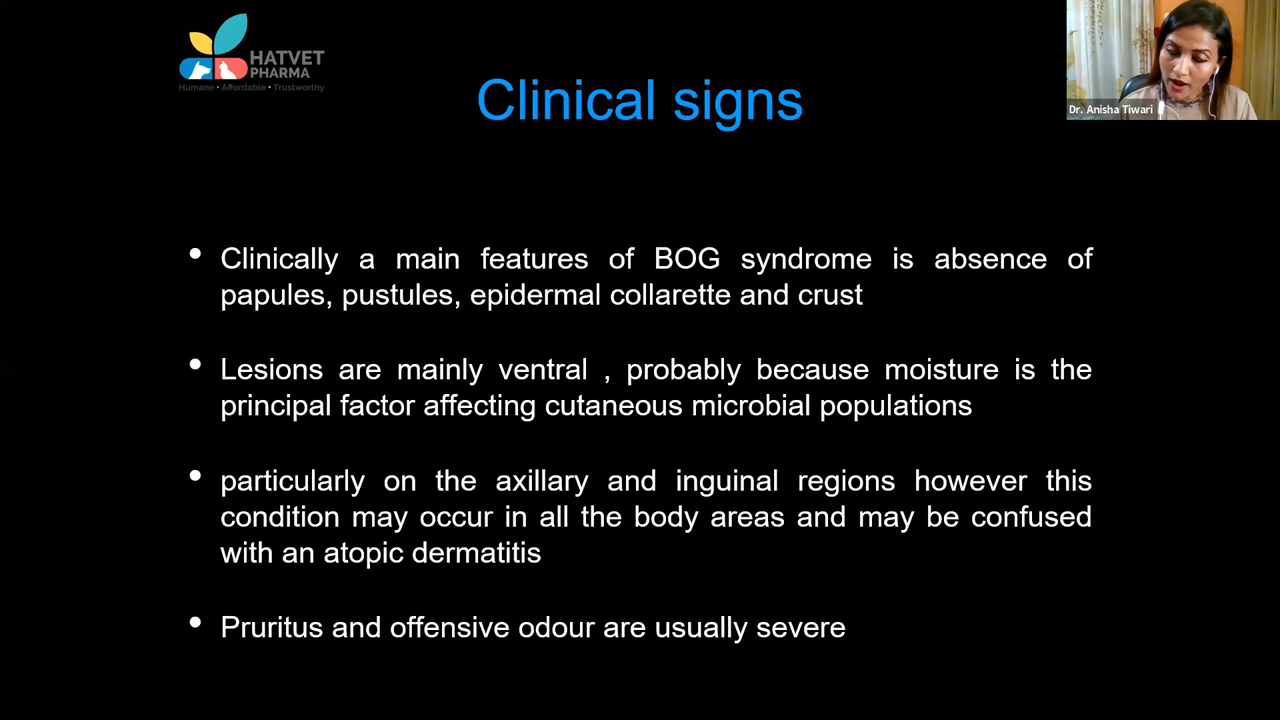 HATVET
PHARMA
Humane • Affordable • Trustworthy
Dr. Anisha Tiwari
Clinical signs
• Clinically a main features of BOG syndrome is absence of
papules, pustules, epidermal collarette and crust
• Lesions are mainly ventral , probably because moisture is the
principal factor affecting cutaneous microbial populations
• particularly on the axillary and inguinal regions however this
condition may occur in all the body areas and may be confused
with an atopic dermatitis
• Pruritus and offensive odour are usually severe